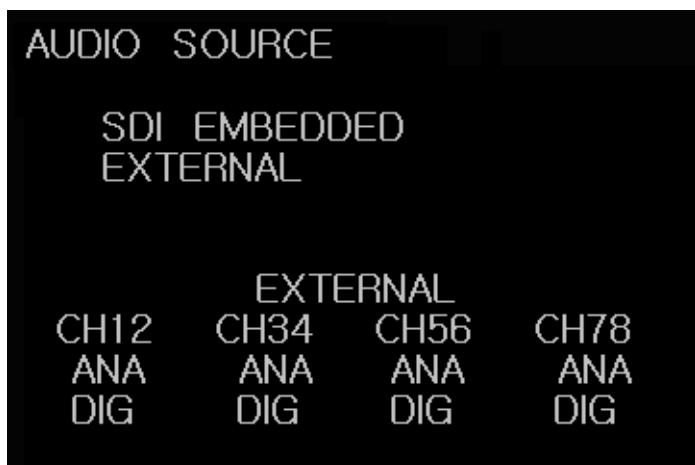 AUDIO SOURCE
SDI EMBEDDED
EXTERNAL
EXTERNAL
CH12 CH34 CH56 CH78
ANA ANA ANA ANA
DIG DIG DIG DIG